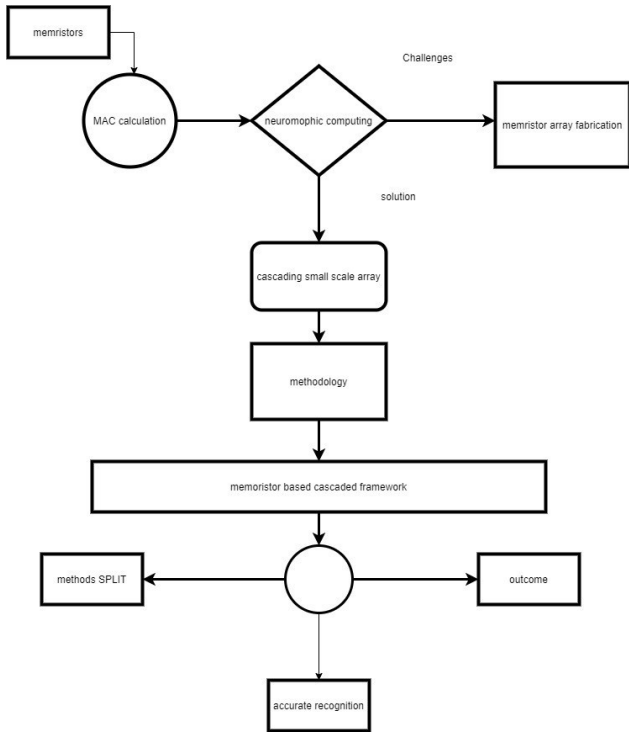 memristors
Challenges
MAC calculation
neuromophic computing
memristor array fabrication
solution
cascading small scale array
methodology
memoristor based cascaded framework
methods SPLIT
outcome
accurate recognition